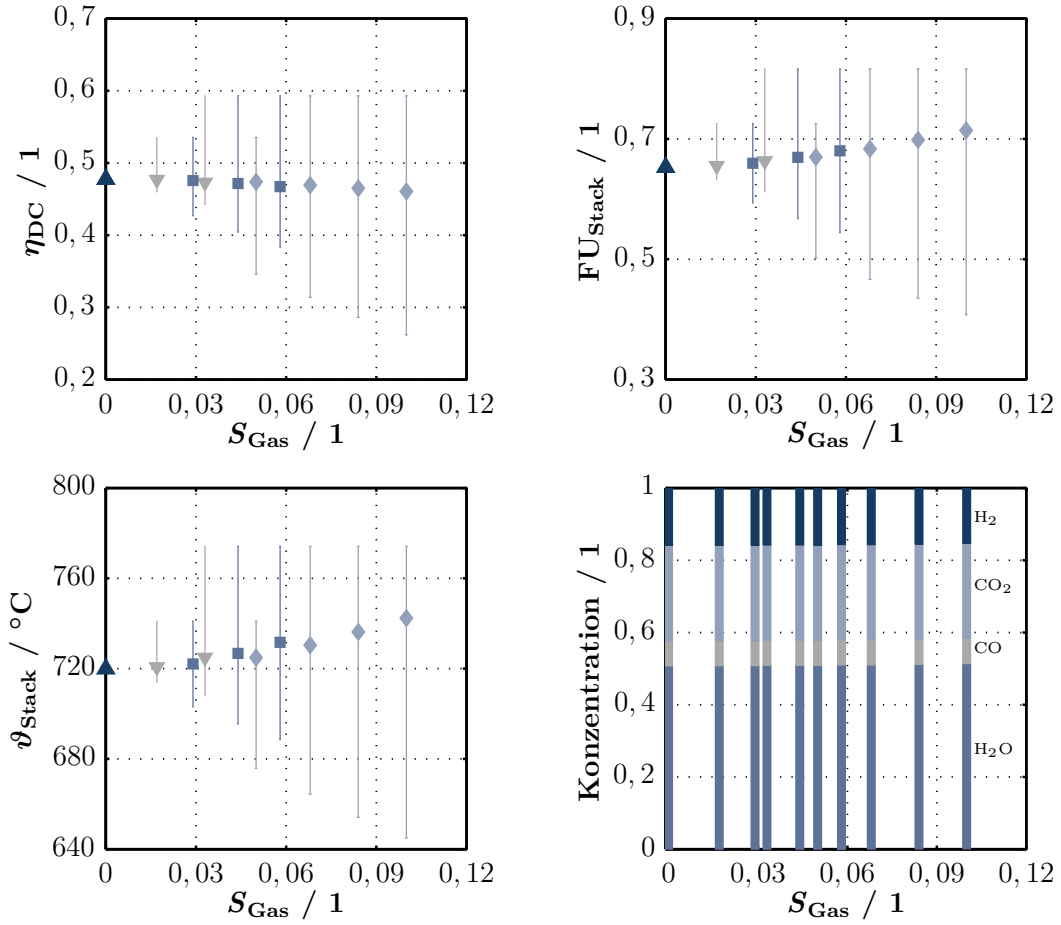 0,7
0,6
0,5
0,4
0,3
0,2
η_DC / 1
0 0,03 0,06 0,09 0,12
S_Gas / 1
0,9
0,7
0,5
0,3
FU_Stack / 1
0 0,03 0,06 0,09 0,12
S_Gas / 1
800
760
720
680
640
ϑ_Stack / °C
0 0,03 0,06 0,09 0,12
S_Gas / 1
1
0,8
0,6
0,4
0,2
0
Konzentration / 1
H₂
CO₂
CO
H₂O
0 0,03 0,06 0,09 0,12
S_Gas / 1